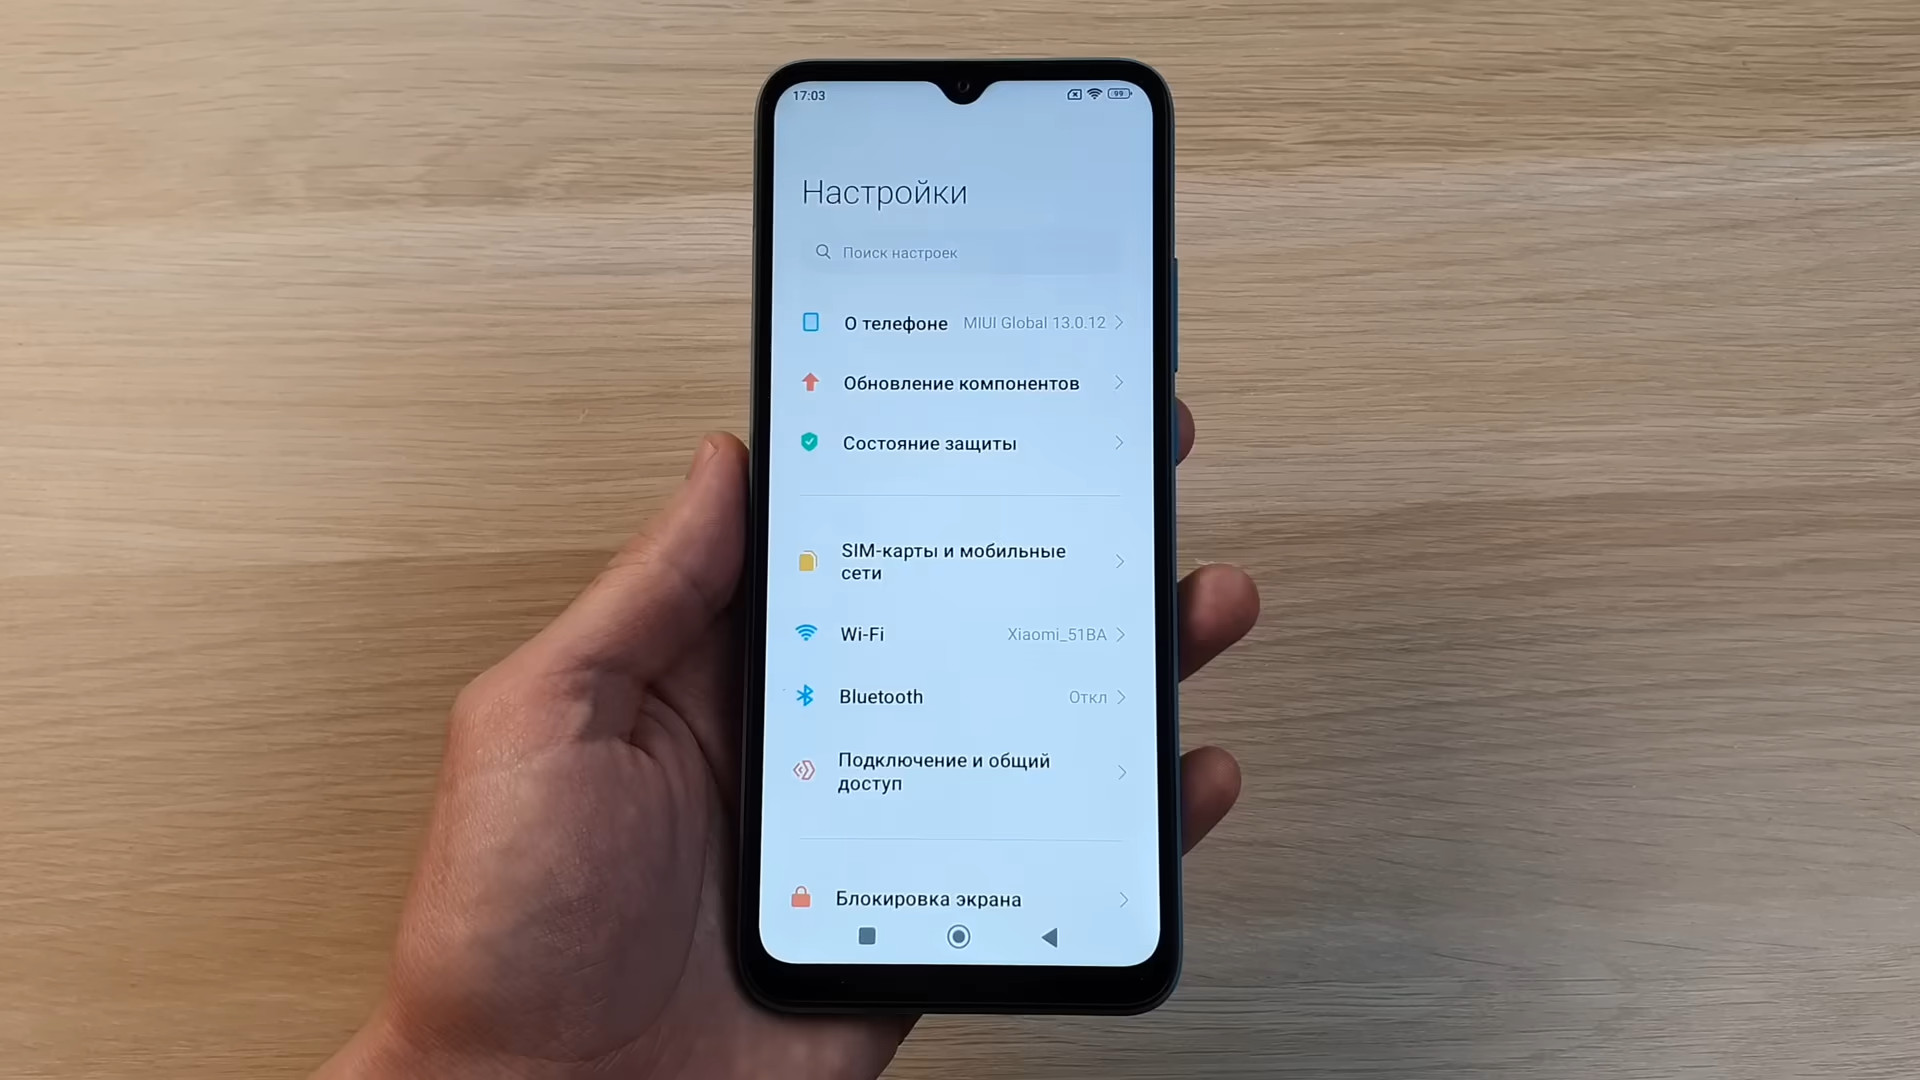 17:03
99
Настройки
Поиск настроек
О телефоне MIUI Global 13.0.12
Обновление компонентов
Состояние защиты
SIM-карты и мобильные
сети
Wi-Fi Xiaomi_51BA
Bluetooth Откл
Подключение и общий
доступ
Блокировка экрана